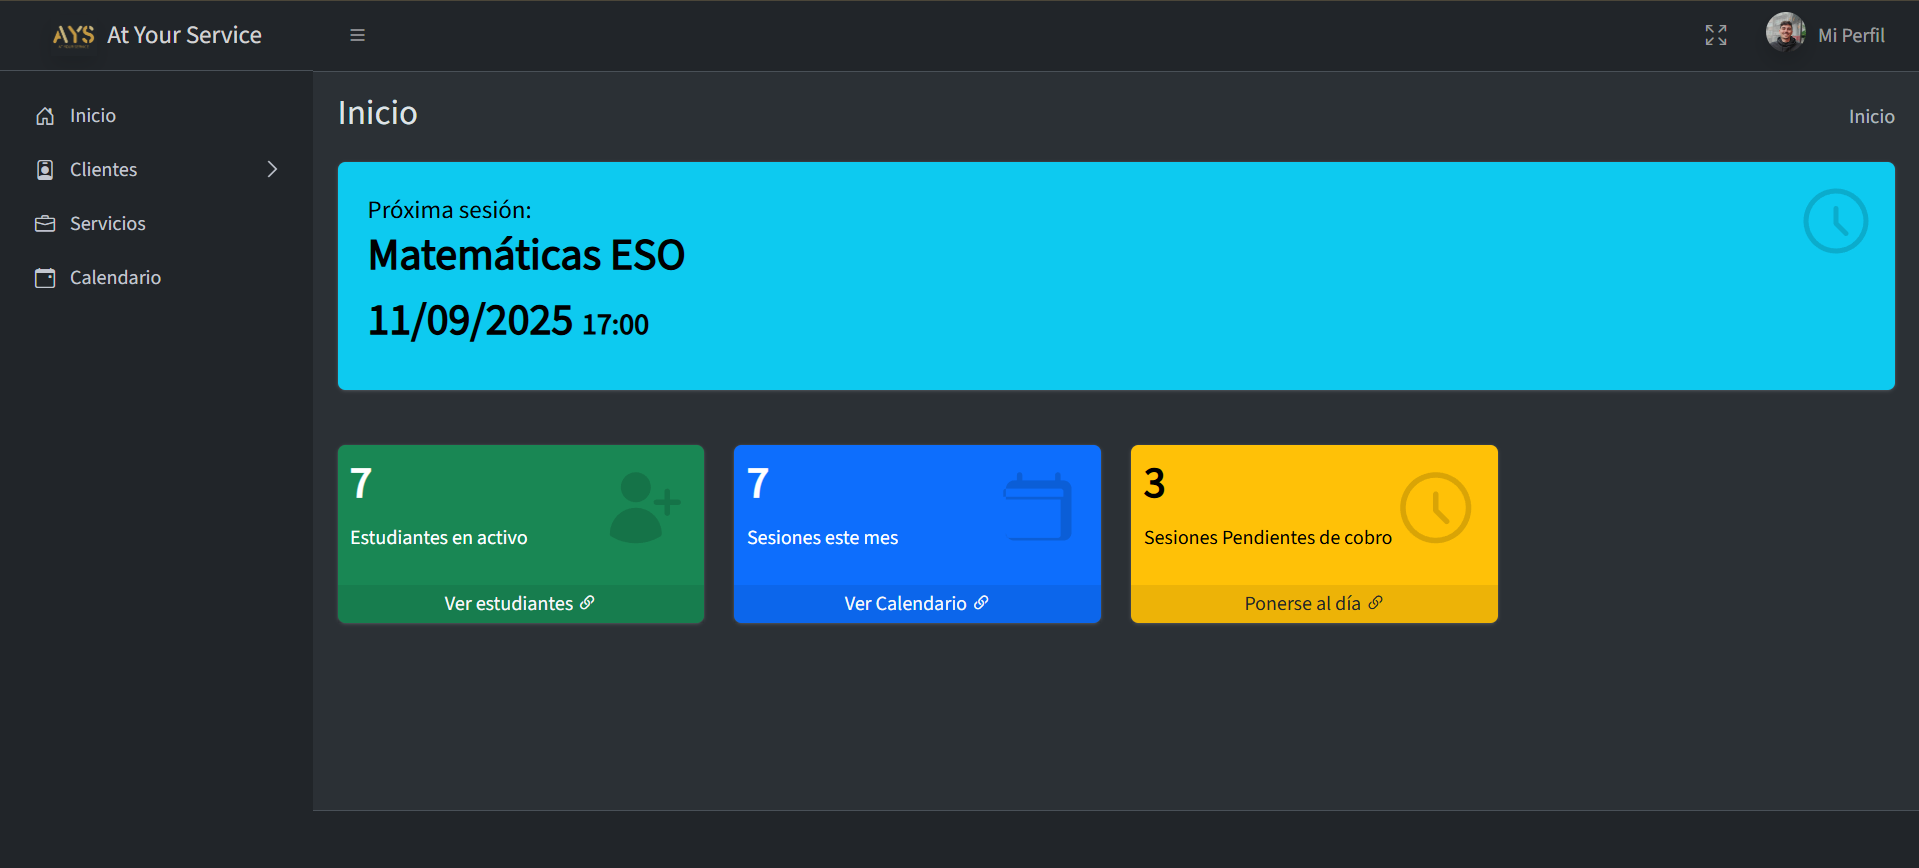 AYS At Your Service
Mi Perfil
Inicio
Clientes
Servicios
Calendario
Inicio
Inicio
Próxima sesión:
Matemáticas ESO
11/09/2025 17:00
7
Estudiantes en activo
Ver estudiantes
7
Sesiones este mes
Ver Calendario
3
Sesiones Pendientes de cobro
Ponerse al día